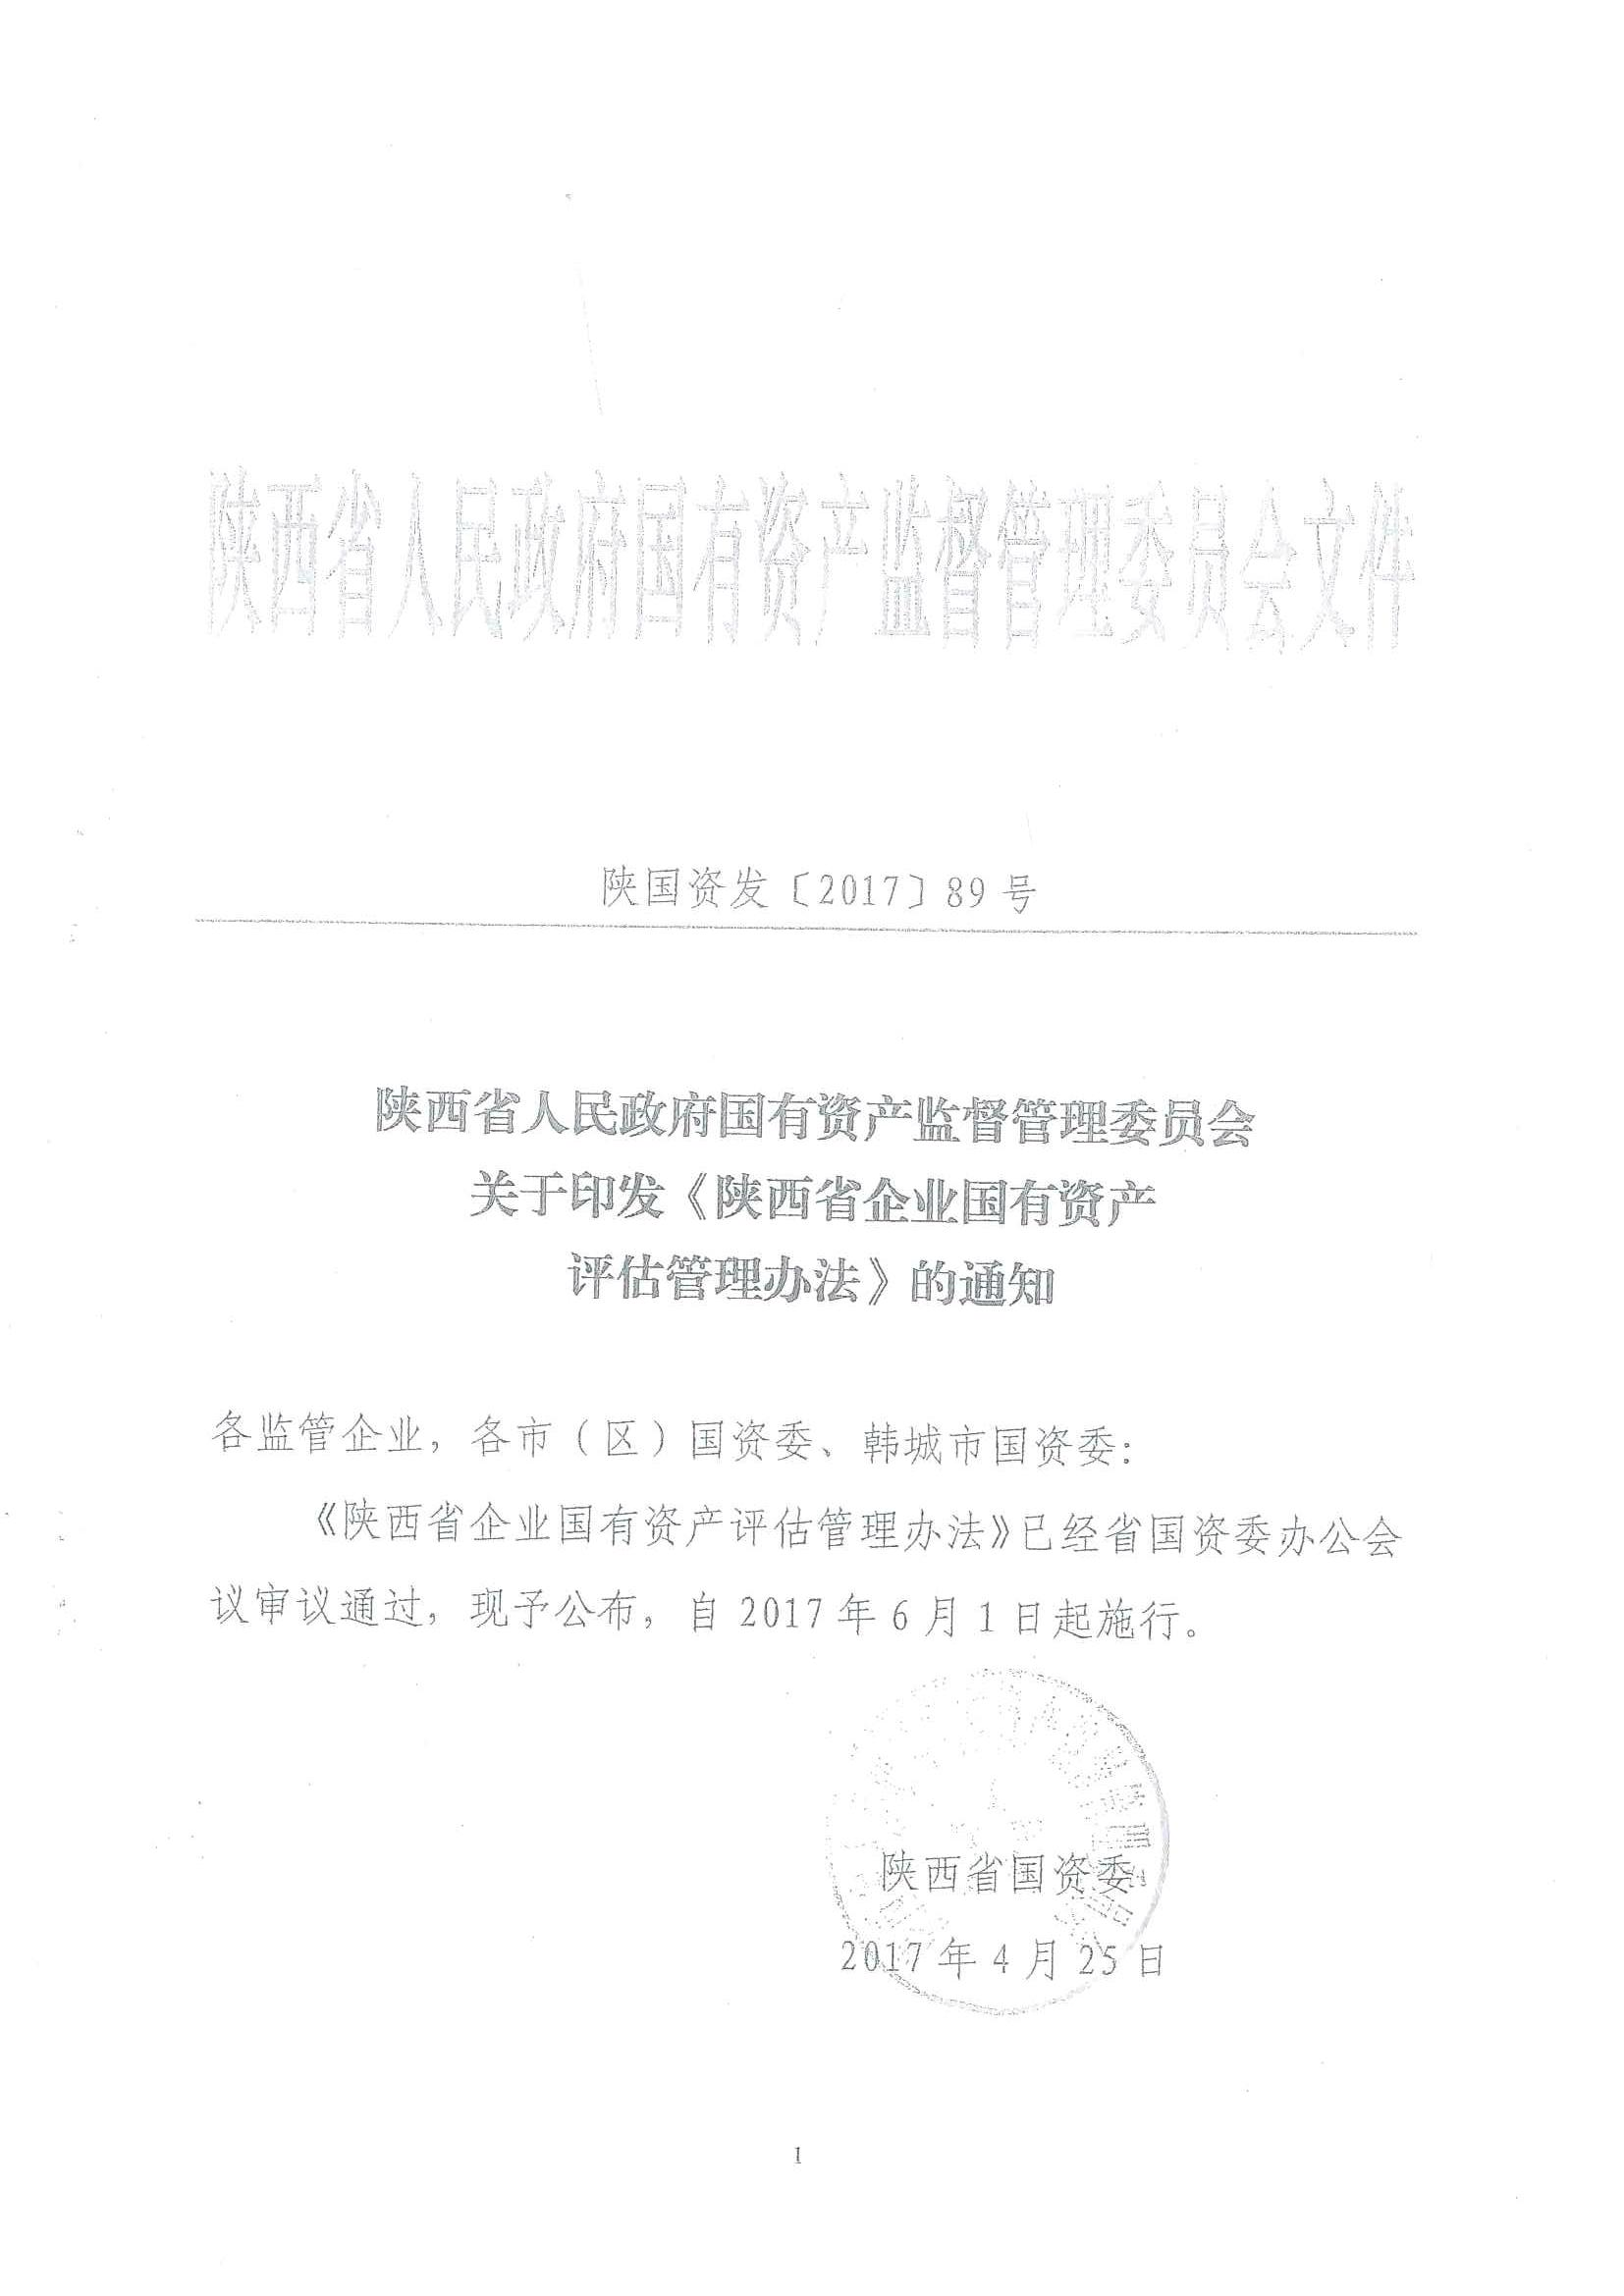 陕西省人民政府国有资产监督管理委员会文件
陕国资发〔2017〕89号
陕西省人民政府国有资产监督管理委员会
关于印发《陕西省企业国有资产
评估管理办法》的通知
各监管企业，各市（区）国资委、韩城市国资委：
《陕西省企业国有资产评估管理办法》已经省国资委办公会
议审议通过，现予公布，自2017年6月1日起施行。
陕西省国资委
2017年4月25日
1